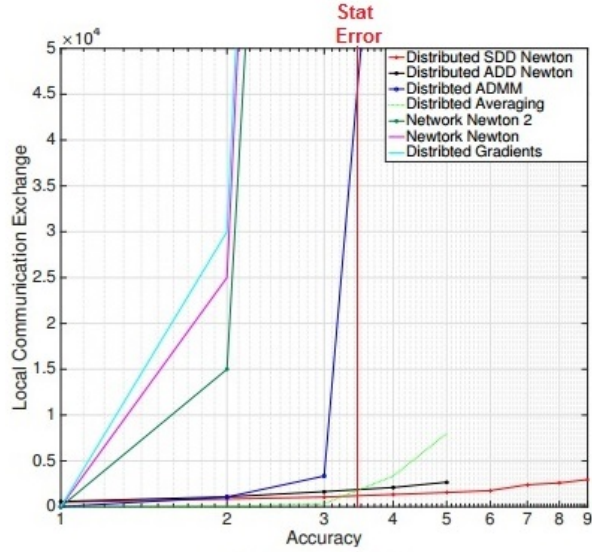 Stat
Error
×10⁴
5
4.5
4
3.5
3
2.5
2
1.5
1
0.5
0
Local Communication Exchange
Distributed SDD Newton
Distributed ADD Newton
Distribted ADMM
Distribted Averaging
Network Newton 2
Newtork Newton
Distribted Gradients
1 2 3 4 5 6 7 8 9
Accuracy